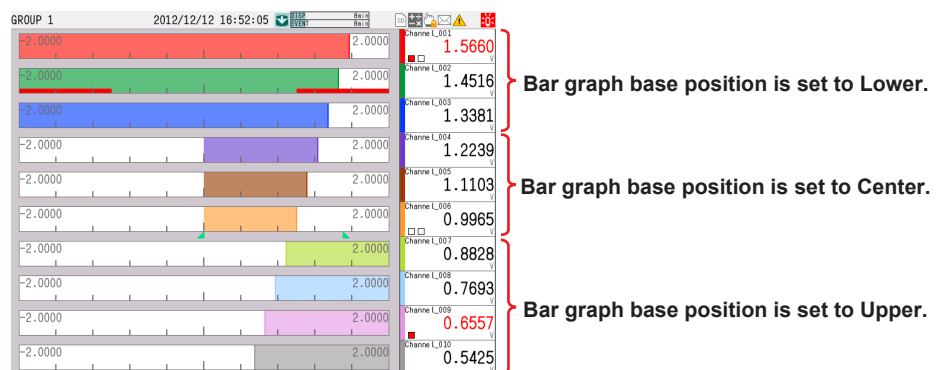 GROUP 1 2012/12/12 16:52:05 DISP 8min
EVENT 8min
SD
-2.0000 2.0000 Channel_001
1.5660
V
-2.0000 2.0000 Channel_002
1.4516
V
Bar graph base position is set to Lower.
-2.0000 2.0000 Channel_003
1.3381
V
-2.0000 2.0000 Channel_004
1.2239
V
-2.0000 2.0000 Channel_005
1.1103
V
Bar graph base position is set to Center.
-2.0000 2.0000 Channel_006
0.9965
V
-2.0000 2.0000 Channel_007
0.8828
V
-2.0000 2.0000 Channel_008
0.7693
V
-2.0000 2.0000 Channel_009
0.6557
V
Bar graph base position is set to Upper.
-2.0000 2.0000 Channel_010
0.5425
V